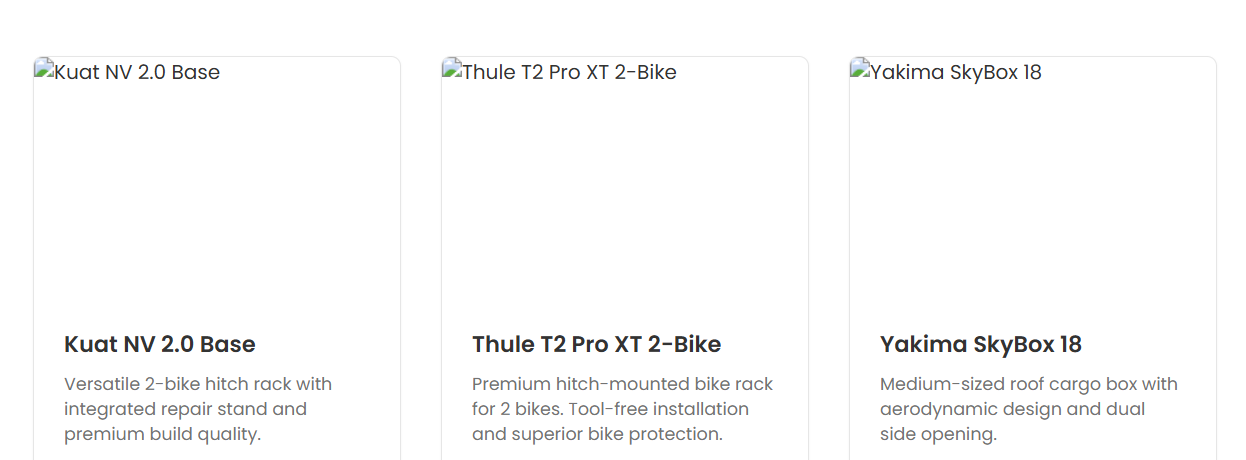 Kuat NV 2.0 Base
Thule T2 Pro XT 2-Bike
Yakima SkyBox 18
Kuat NV 2.0 Base
Versatile 2-bike hitch rack with
integrated repair stand and
premium build quality.
Thule T2 Pro XT 2-Bike
Premium hitch-mounted bike rack
for 2 bikes. Tool-free installation
and superior bike protection.
Yakima SkyBox 18
Medium-sized roof cargo box with
aerodynamic design and dual
side opening.